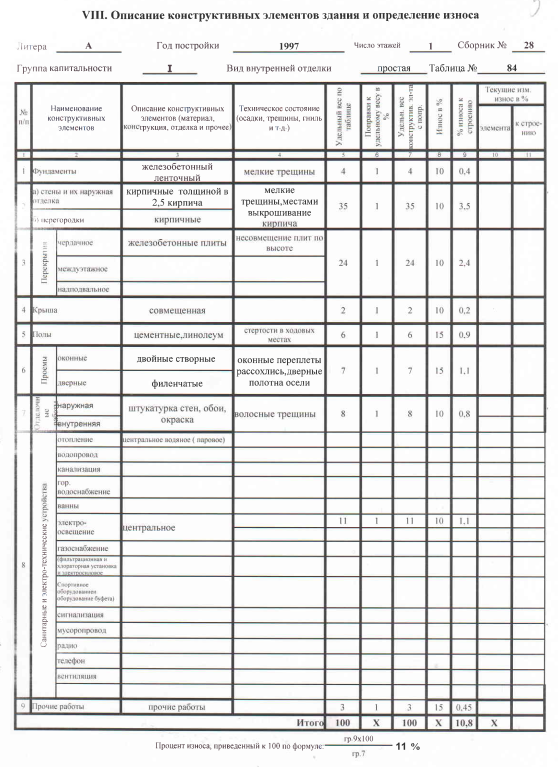 VIII. Описание конструктивных элементов здания и определение износа
Литера А Год постройки 1997 Число этажей 1 Сборник № 28
Группа капитальности I Вид внутренней отделки простая Таблица № 84
№ п/п
Наименование конструктивных элементов
Описание конструктивных элементов (материал, конструкция, отделка и прочее)
Техническое состояние (осадки, трещины, гниль и т.д.)
Удельный вес по таблице
Поправки к удельному весу в %
Удельн. вес конструктив. эл-та с попр.
Износ в %
% износа к строению
Текущие изм. износ в %
элемента
к строе-нию
1 2 3 4 5 6 7 8 9 10 11
1 Фундаменты железобетонный ленточный мелкие трещины 4 1 4 10 0,4
а) стены и их наружная отделка кирпичные толщиной в 2,5 кирпича мелкие трещины,местами выкрошивание кирпича 35 1 35 10 3,5
б) перегородки кирпичные
3 Перекрытия чердачное железобетонные плиты несовмещение плит по высоте 24 1 24 10 2,4
междуэтажное
надподвальное
4 Крыша совмещенная 2 1 2 10 0,2
5 Полы цементные,линолеум стертости в ходовых местах 6 1 6 15 0,9
6 Проемы оконные двойные створные оконные переплеты рассохлись,дверные полотна осели 7 1 7 15 1,1
дверные филенчатые
7 наружная штукатурка стен, обои, окраска волосные трещины 8 1 8 10 0,8
внутренняя
8 Санитарные и электро-технические устройства
отопление центральное водяное ( паровое)
водопровод
канализация
гор. водоснабжение
ванны
электро-освещение центральное 11 1 11 10 1,1
газоснабжение
(фильтрационная и хлораторная установка и электросиловое
Спортивное оборудованием оборудование буфета)
сигнализация
мусоропровод
радио
телефон
вентиляция
9 Прочие работы прочие работы 3 1 3 15 0,45
Итого 100 X 100 X 10,8 X
Процент износа, приведенный к 100 по формуле: гр.9х100 11 %
гр.7